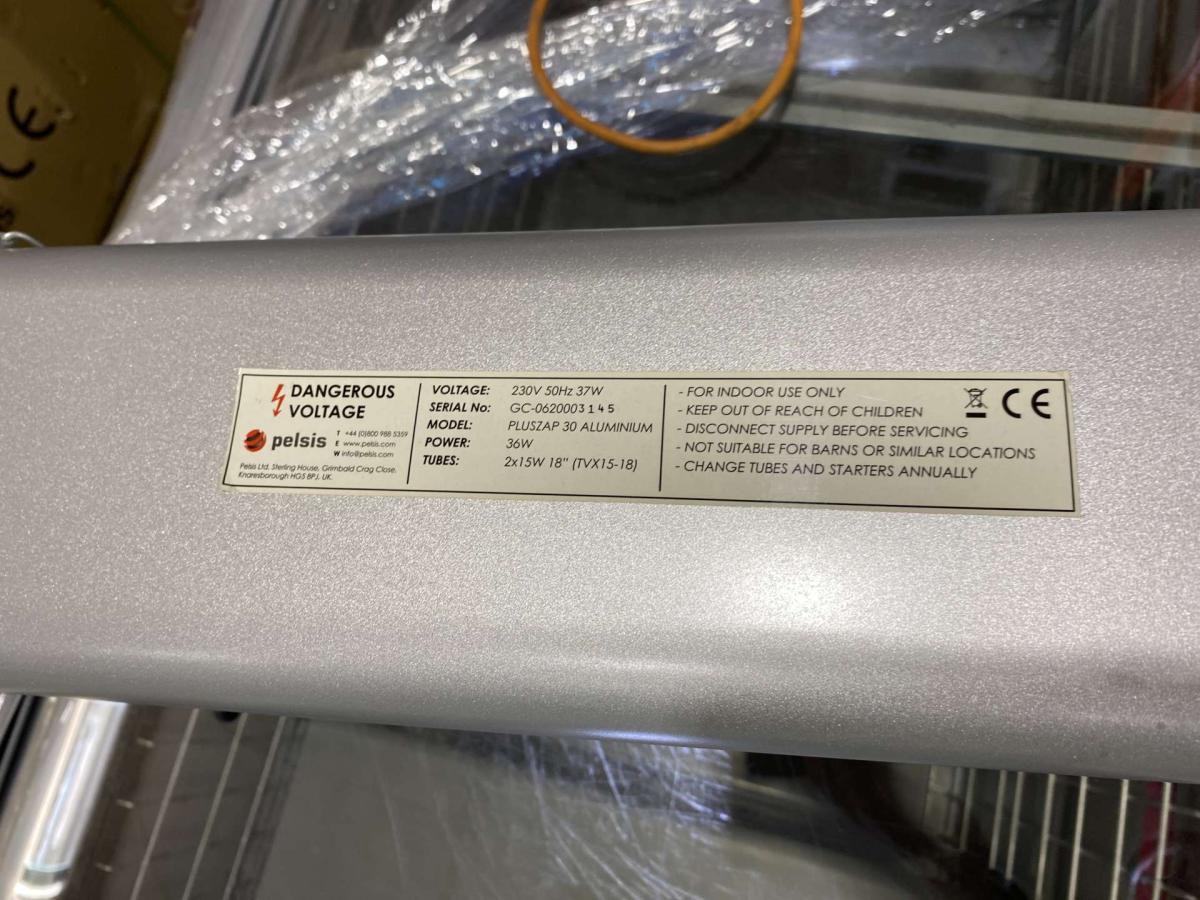 DANGEROUS
VOLTAGE
pelsis
T +44 (0)800 988 5359
E www.pelsis.com
W info@pelsis.com
Pelsis Ltd, Sterling House, Grimbald Crag Close,
Knaresborough HG5 8PJ, UK.
VOLTAGE: 230V 50Hz 37W
SERIAL No: GC-0620003145
MODEL: PLUSZAP 30 ALUMINIUM
POWER: 36W
TUBES: 2x15W 18" (TVX15-18)
- FOR INDOOR USE ONLY
- KEEP OUT OF REACH OF CHILDREN
- DISCONNECT SUPPLY BEFORE SERVICING
- NOT SUITABLE FOR BARNS OR SIMILAR LOCATIONS
- CHANGE TUBES AND STARTERS ANNUALLY
CE
CE